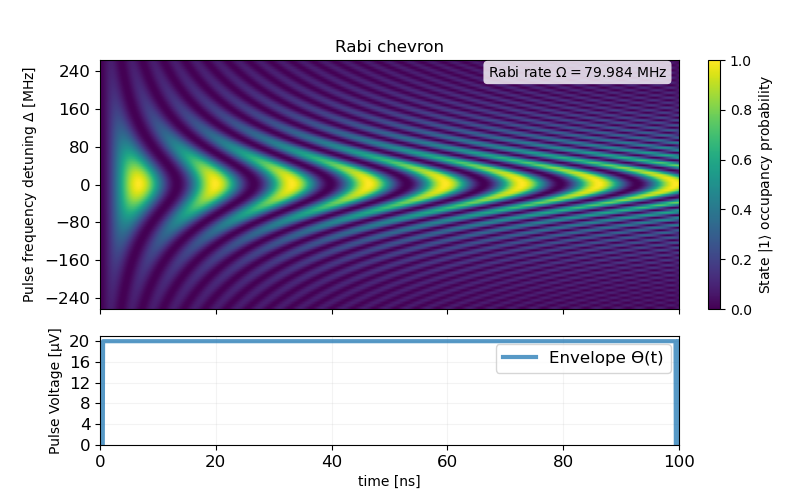 Rabi chevron
Rabi rate Ω = 79.984 MHz
Pulse frequency detuning Δ [MHz]
240
160
80
0
−80
−160
−240
1.0
0.8
0.6
0.4
0.2
0.0
State |1⟩ occupancy probability
Pulse Voltage [μV]
20
16
12
8
4
0
Envelope ϴ(t)
0 20 40 60 80 100
time [ns]